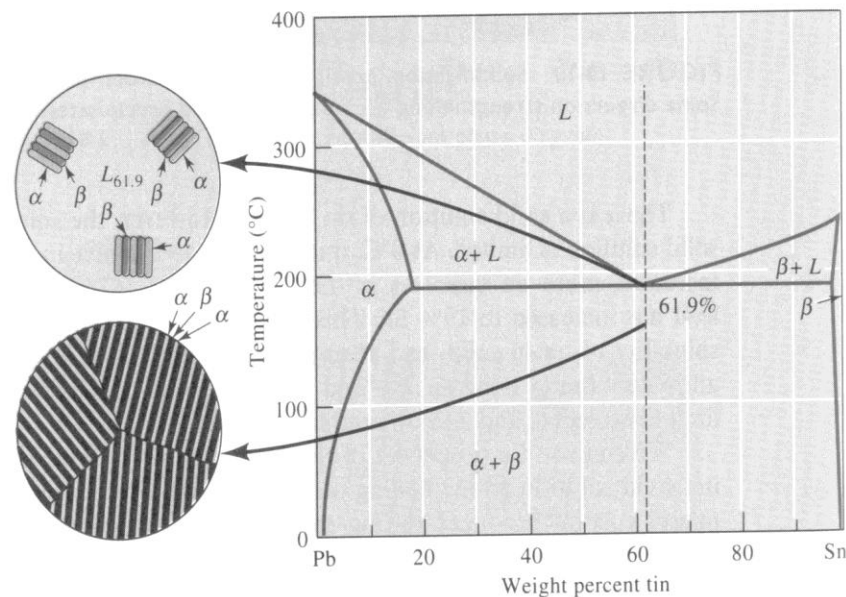 400
300
200
100
0
Temperature (°C)
L
α + L
α
β + L
β
61.9%
α + β
Pb
20
40
60
80
Sn
Weight percent tin
α
β
L61.9
β
α
β
α
α
β
α